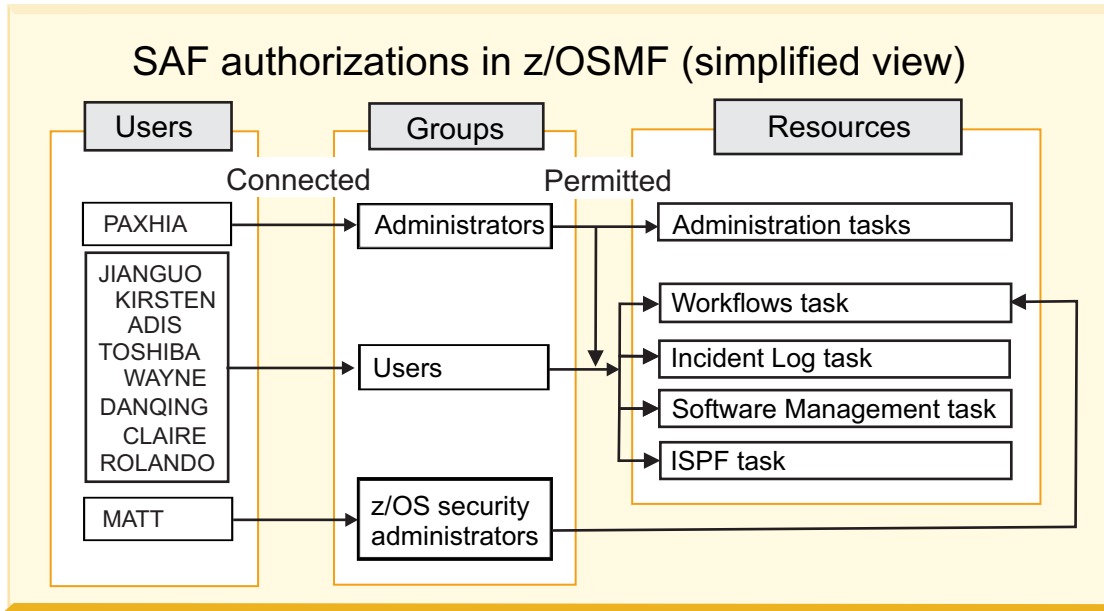 SAF authorizations in z/OSMF (simplified view)
Users
Groups
Resources
Connected
Permitted
PAXHIA
Administrators
Administration tasks
JIANGUO
KIRSTEN
ADIS
TOSHIBA
WAYNE
DANQING
CLAIRE
ROLANDO
Users
Workflows task
Incident Log task
Software Management task
ISPF task
MATT
z/OS security
administrators